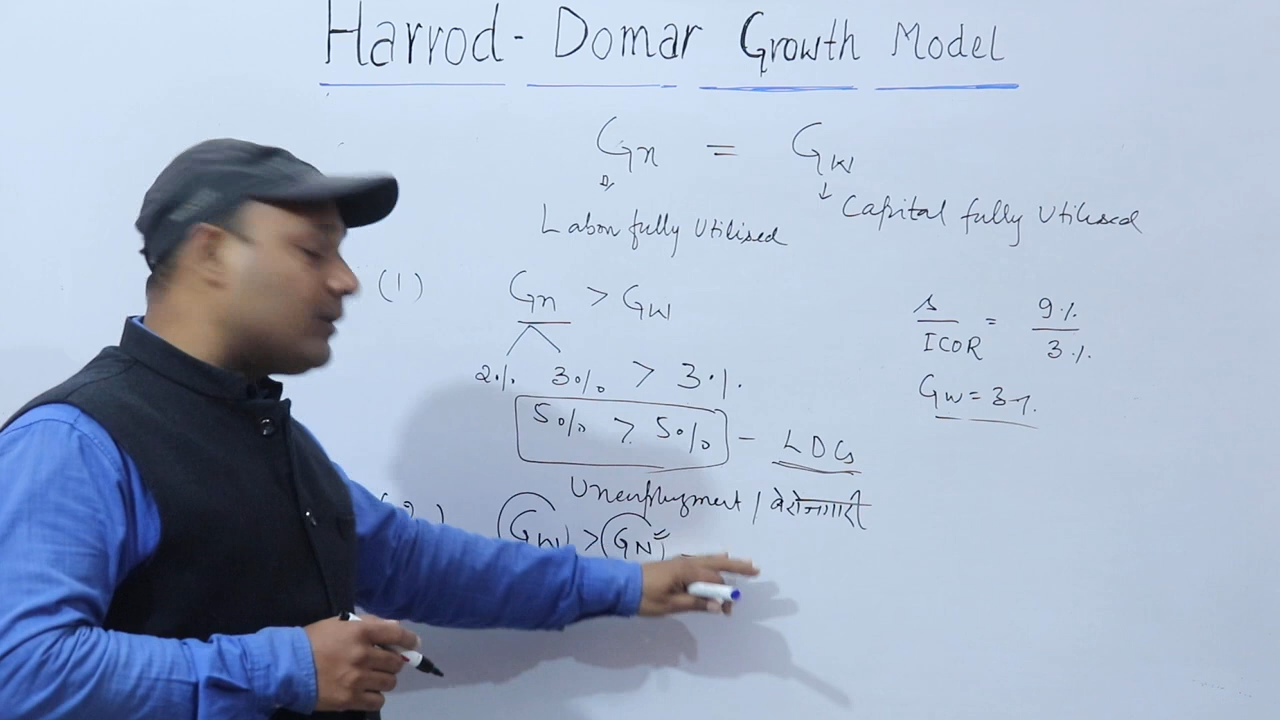 Harrod - Domar Growth Model
Gn = Gw
Labour fully Utilised
Capital fully Utilised
(1) Gn > Gw
s/ICOR = 9%/3%
2% 3% > 3%.
Gw = 3%.
5% > 5% - LDCs
Unemployment / बेरोजगारी
(2) Gw > GN =